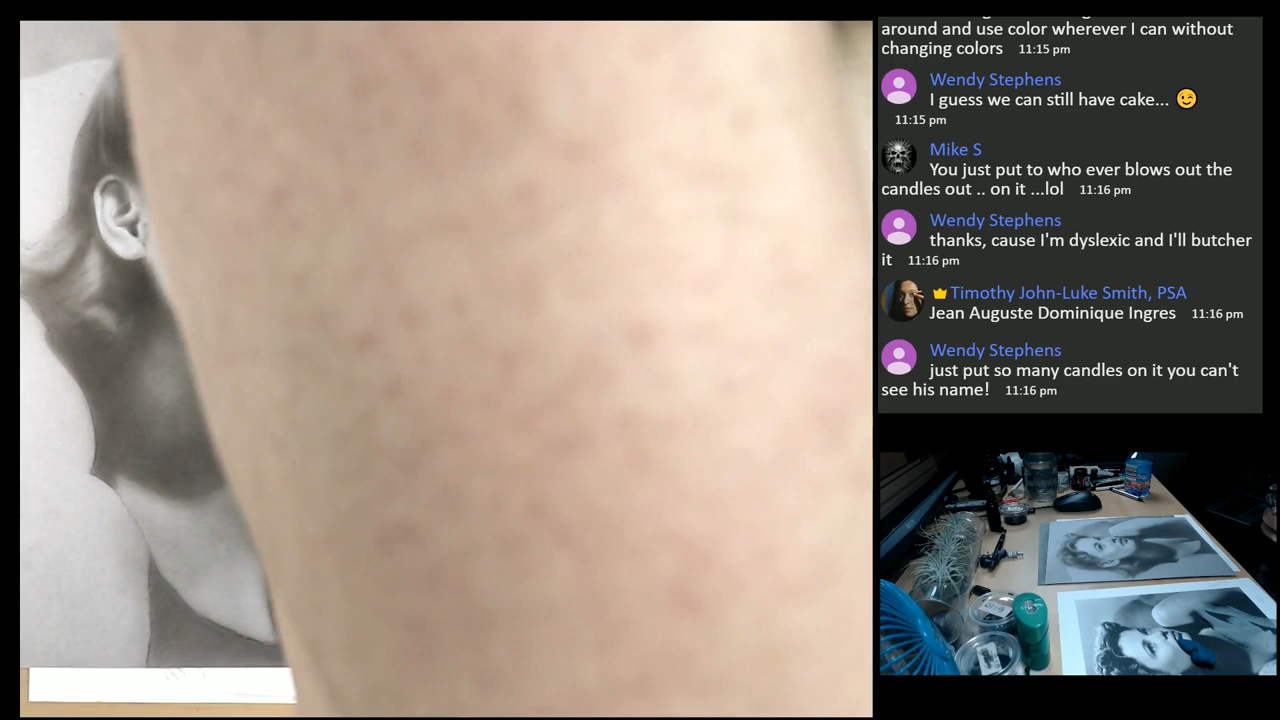 around and use color wherever I can without
changing colors 11:15 pm
Wendy Stephens
I guess we can still have cake... 😉
11:15 pm
Mike S
You just put to who ever blows out the
candles out .. on it ...lol 11:16 pm
Wendy Stephens
thanks, cause I'm dyslexic and I'll butcher
it 11:16 pm
Timothy John-Luke Smith, PSA
Jean Auguste Dominique Ingres 11:16 pm
Wendy Stephens
just put so many candles on it you can't
see his name! 11:16 pm